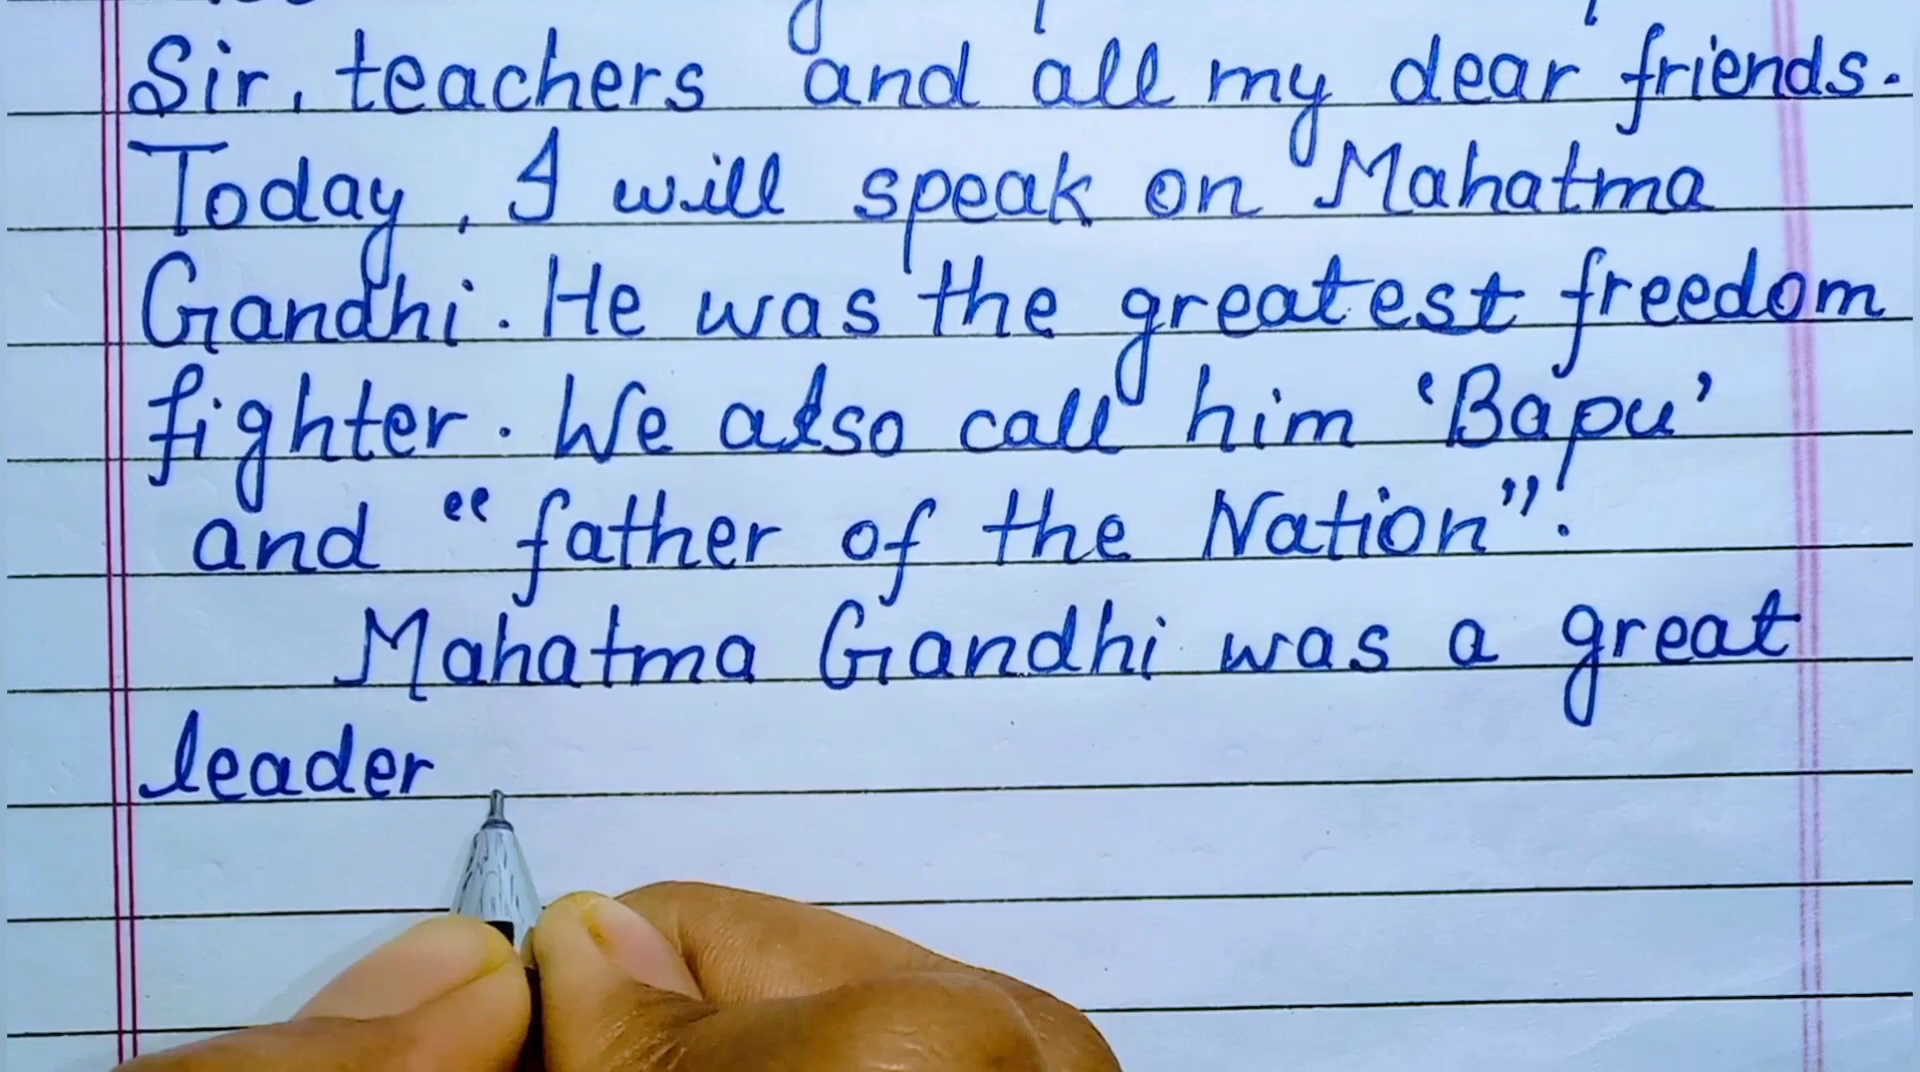 Sir, teachers and all my dear friends.
Today, I will speak on Mahatma
Gandhi. He was the greatest freedom
fighter. We also call him 'Bapu'
and "father of the Nation".
Mahatma Gandhi was a great
leader